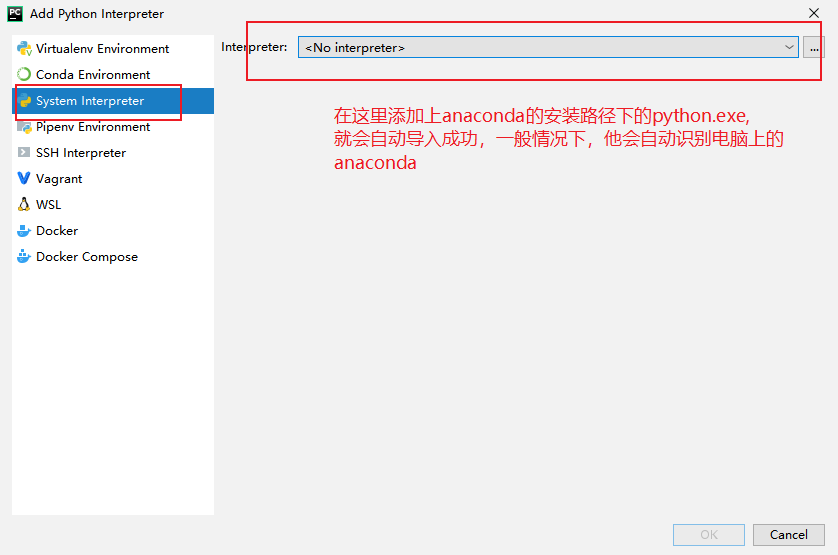 PC Add Python Interpreter
Virtualenv Environment
Conda Environment
System Interpreter
Pipenv Environment
SSH Interpreter
Vagrant
WSL
Docker
Docker Compose
Interpreter: <No interpreter> ...
在这里添加上anaconda的安装路径下的python.exe,
就会自动导入成功，一般情况下，他会自动识别电脑上的
anaconda
OK Cancel